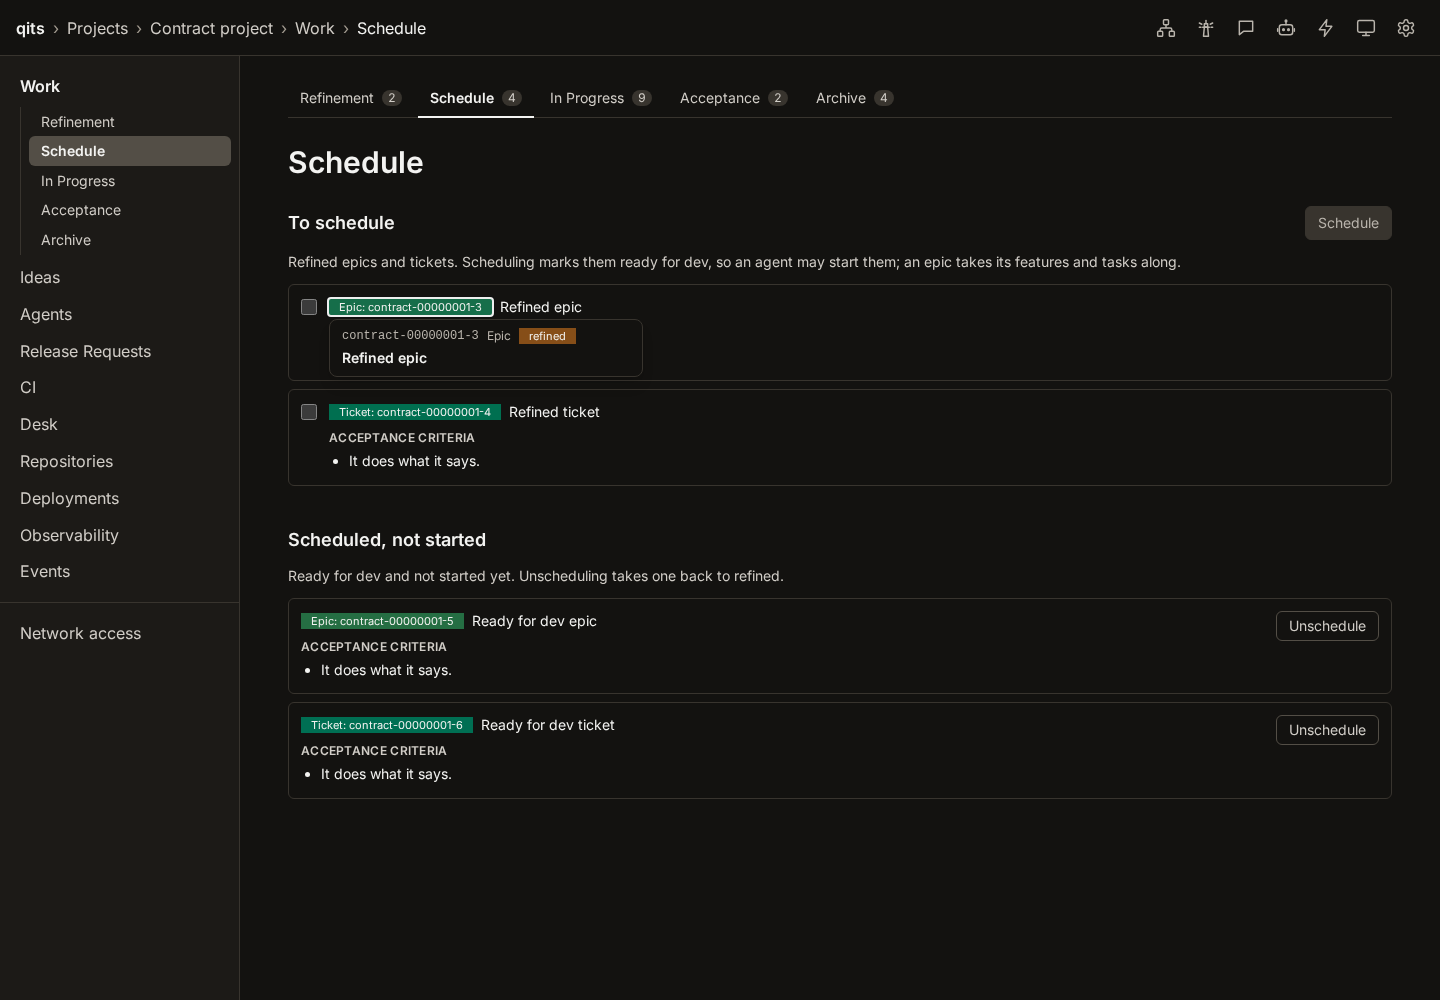 qits › Projects › Contract project › Work › Schedule
Work
Refinement
Schedule
In Progress
Acceptance
Archive
Ideas
Agents
Release Requests
CI
Desk
Repositories
Deployments
Observability
Events
Network access
Refinement 2 Schedule 4 In Progress 9 Acceptance 2 Archive 4
Schedule
To schedule
Schedule
Refined epics and tickets. Scheduling marks them ready for dev, so an agent may start them; an epic takes its features and tasks along.
Epic: contract-00000001-3 Refined epic
contract-00000001-3 Epic refined
Refined epic
Ticket: contract-00000001-4 Refined ticket
ACCEPTANCE CRITERIA
• It does what it says.
Scheduled, not started
Ready for dev and not started yet. Unscheduling takes one back to refined.
Epic: contract-00000001-5 Ready for dev epic
Unschedule
ACCEPTANCE CRITERIA
• It does what it says.
Ticket: contract-00000001-6 Ready for dev ticket
Unschedule
ACCEPTANCE CRITERIA
• It does what it says.